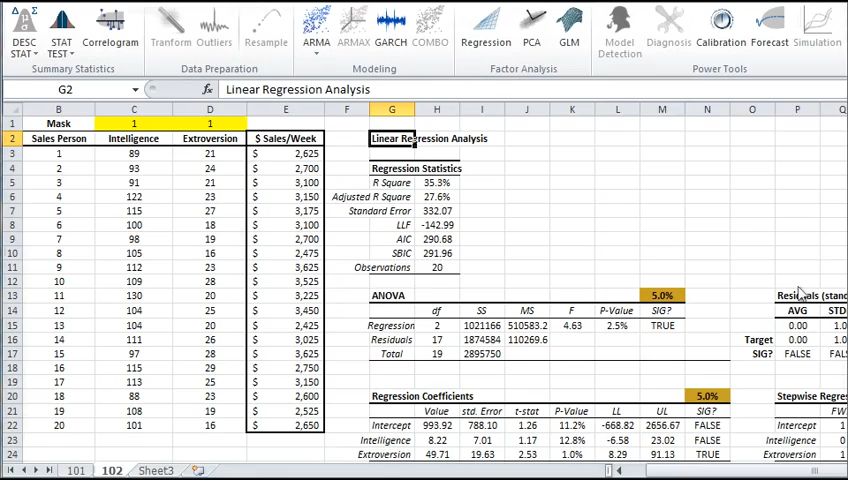 DESC STAT STAT TEST Correlogram Tranform Outliers Resample ARMA ARMAX GARCH COMBO Regression PCA GLM Model Detection Diagnosis Calibration Forecast Simulation
Summary Statistics Data Preparation Modeling Factor Analysis Power Tools
G2 fx Linear Regression Analysis
B C D E F G H I J K L M N O P Q
1 Mask 1 1
2 Sales Person Intelligence Extroversion $ Sales/Week Linear Regression Analysis
3 1 89 21 $ 2,625
4 2 93 24 $ 2,700 Regression Statistics
5 3 91 21 $ 3,100 R Square 35.3%
6 4 122 23 $ 3,150 Adjusted R Square 27.6%
7 5 115 27 $ 3,175 Standard Error 332.07
8 6 100 18 $ 3,100 LLF -142.99
9 7 98 19 $ 2,700 AIC 290.68
10 8 105 16 $ 2,475 SBIC 291.96
11 9 112 23 $ 3,625 Observations 20
12 10 109 28 $ 3,525
13 11 130 20 $ 3,225 ANOVA 5.0% Residuals (stan
14 12 104 25 $ 3,450 df SS MS F P-Value SIG? AVG STD
15 13 104 20 $ 2,425 Regression 2 1021166 510583.2 4.63 2.5% TRUE 0.00 1.0
16 14 111 26 $ 3,025 Residuals 17 1874584 110269.6 Target 0.00 1.0
17 15 97 28 $ 3,625 Total 19 2895750 SIG? FALSE FALS
18 16 115 29 $ 2,750
19 17 113 25 $ 3,150
20 18 88 23 $ 2,600 Regression Coefficients 5.0% Stepwise Regres
21 19 108 19 $ 2,525 Value std. Error t-stat P-Value LL UL SIG? FW
22 20 101 16 $ 2,650 Intercept 993.92 788.10 1.26 11.2% -668.82 2656.67 FALSE Intercept 1
23 Intelligence 8.22 7.01 1.17 12.8% -6.58 23.02 FALSE Intelligence 0
24 Extroversion 49.71 19.63 2.53 1.0% 8.29 91.13 TRUE Extroversion 1
101 102 Sheet3